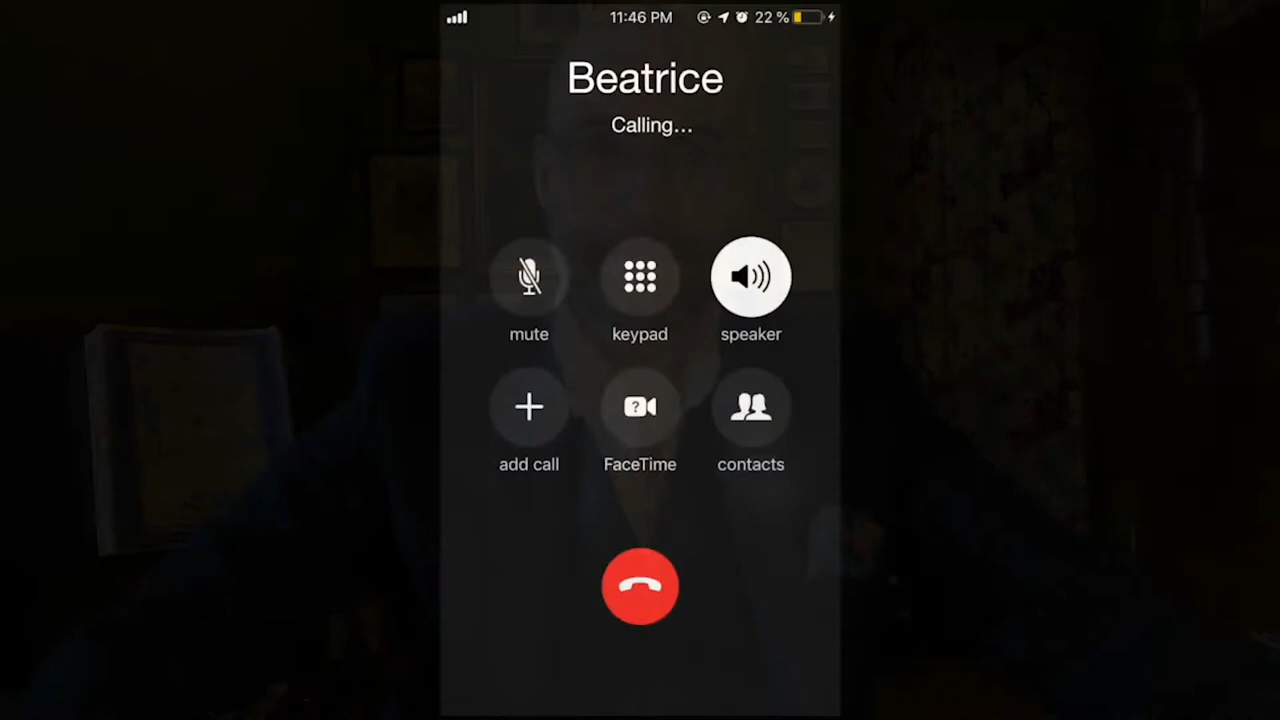 11:46 PM 22 %
Beatrice
Calling...
mute keypad speaker
? 
add call FaceTime contacts